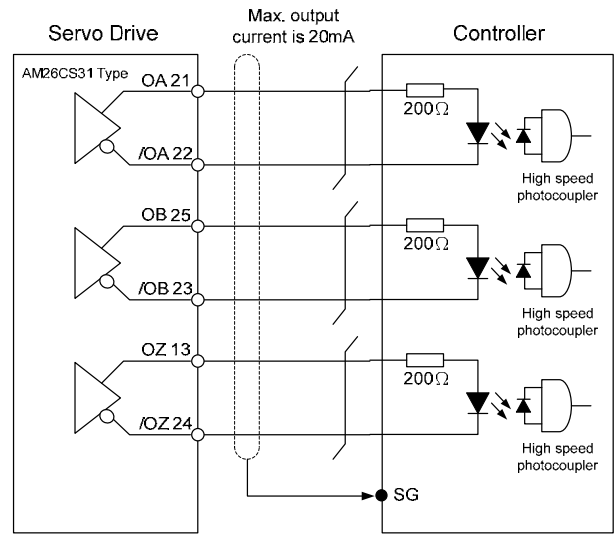 Max. output
current is 20mA
Servo Drive
Controller
AM26CS31 Type
OA 21
200Ω
/OA 22
High speed
photocoupler
OB 25
200Ω
/OB 23
High speed
photocoupler
OZ 13
200Ω
/OZ 24
High speed
photocoupler
SG